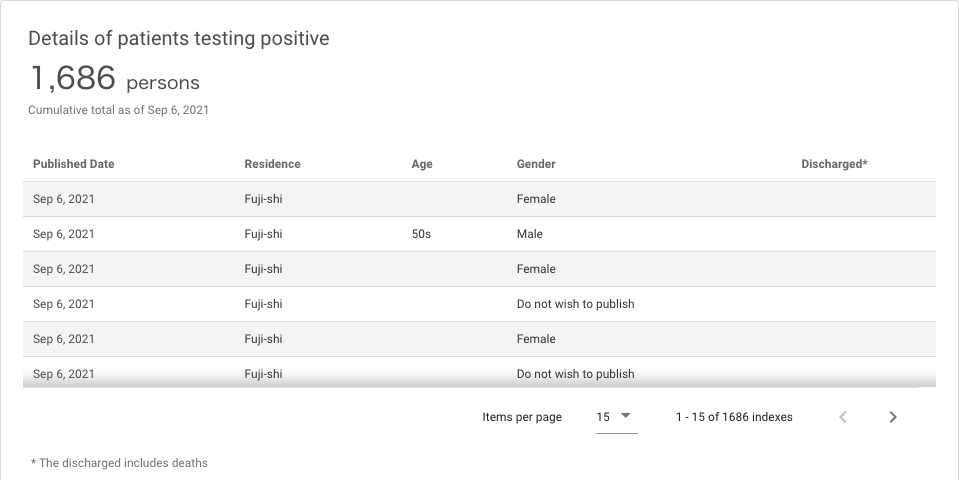 Details of patients testing positive
1,686 persons
Cumulative total as of Sep 6, 2021
Published Date Residence Age Gender Discharged*
Sep 6, 2021 Fuji-shi Female
Sep 6, 2021 Fuji-shi 50s Male
Sep 6, 2021 Fuji-shi Female
Sep 6, 2021 Fuji-shi Do not wish to publish
Sep 6, 2021 Fuji-shi Female
Sep 6, 2021 Fuji-shi Do not wish to publish
Items per page 15 1 - 15 of 1686 indexes
* The discharged includes deaths